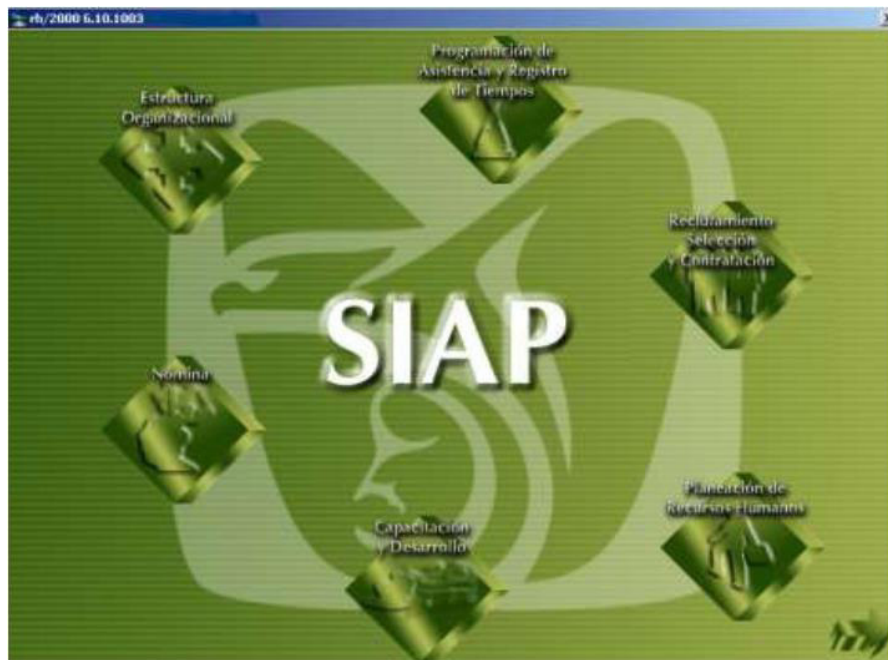 rh/2000 6.10.1003
Programación de
Asistencia y Registro
de Tiempos
Estructura
Organizacional
Reclutamiento
Selección
y Contratación
SIAP
Nómina
Planeación de
Recursos Humanos
Capacitación
y Desarrollo